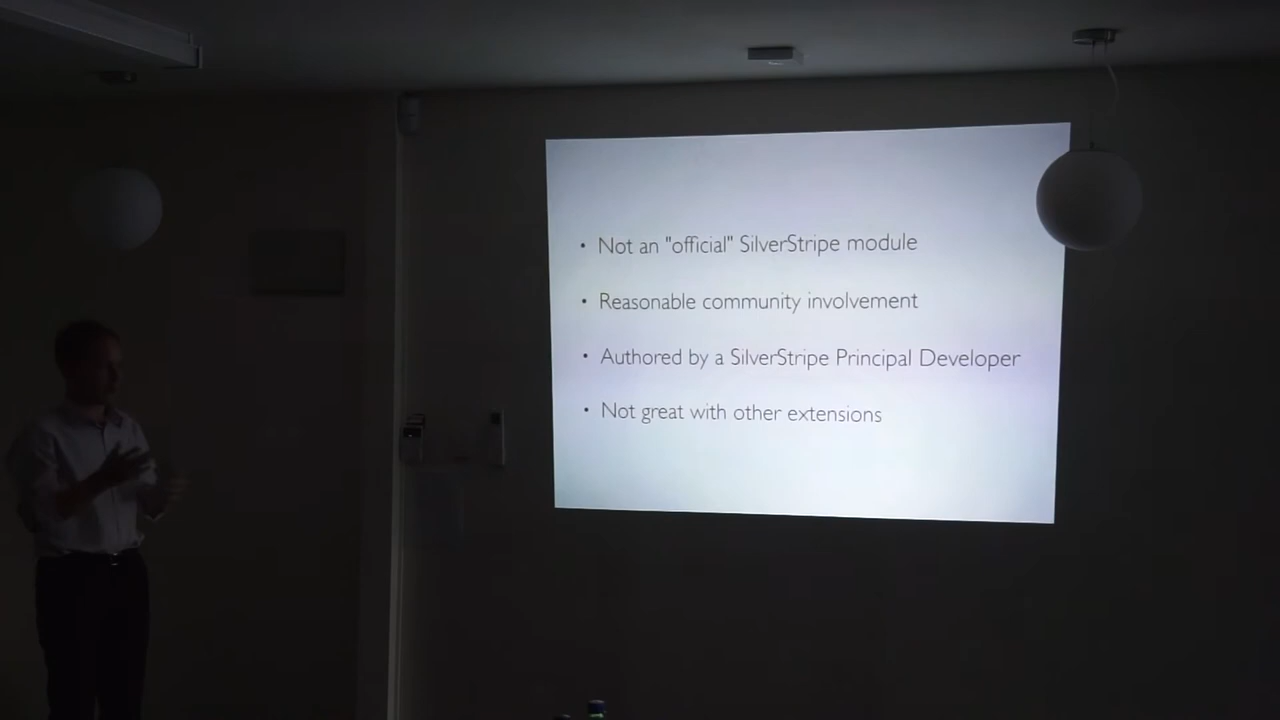 • Not an "official" SilverStripe module
• Reasonable community involvement
• Authored by a SilverStripe Principal Developer
• Not great with other extensions